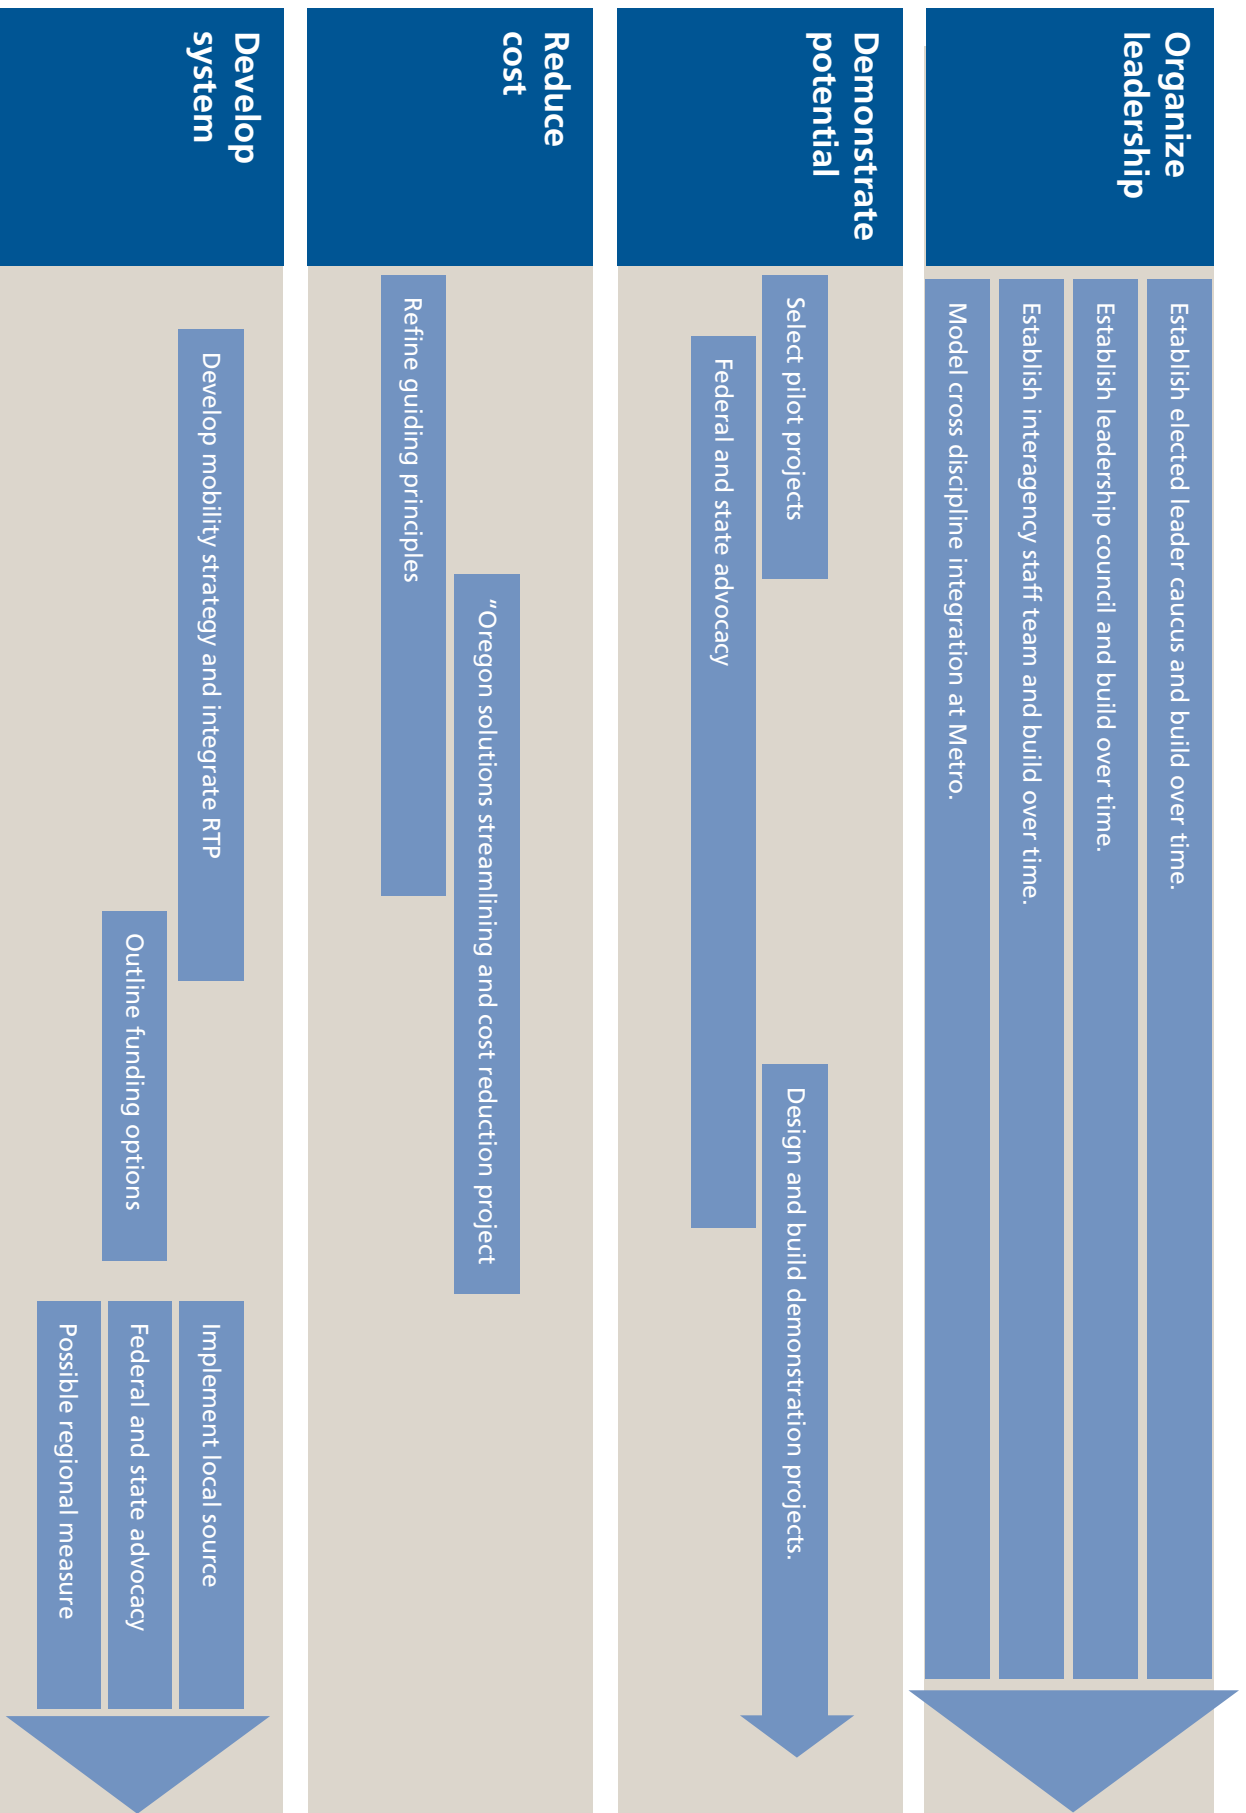 Organize
leadership
Establish elected leader caucus and build over time.
Establish leadership council and build over time.
Establish interagency staff team and build over time.
Model cross discipline integration at Metro.
Demonstrate
potential
Select pilot projects
Design and build demonstration projects.
Federal and state advocacy
Reduce
cost
“Oregon solutions streamlining and cost reduction project
Refine guiding principles
Develop
system
Develop mobility strategy and integrate RTP
Outline funding options
Implement local source
Federal and state advocacy
Possible regional measure